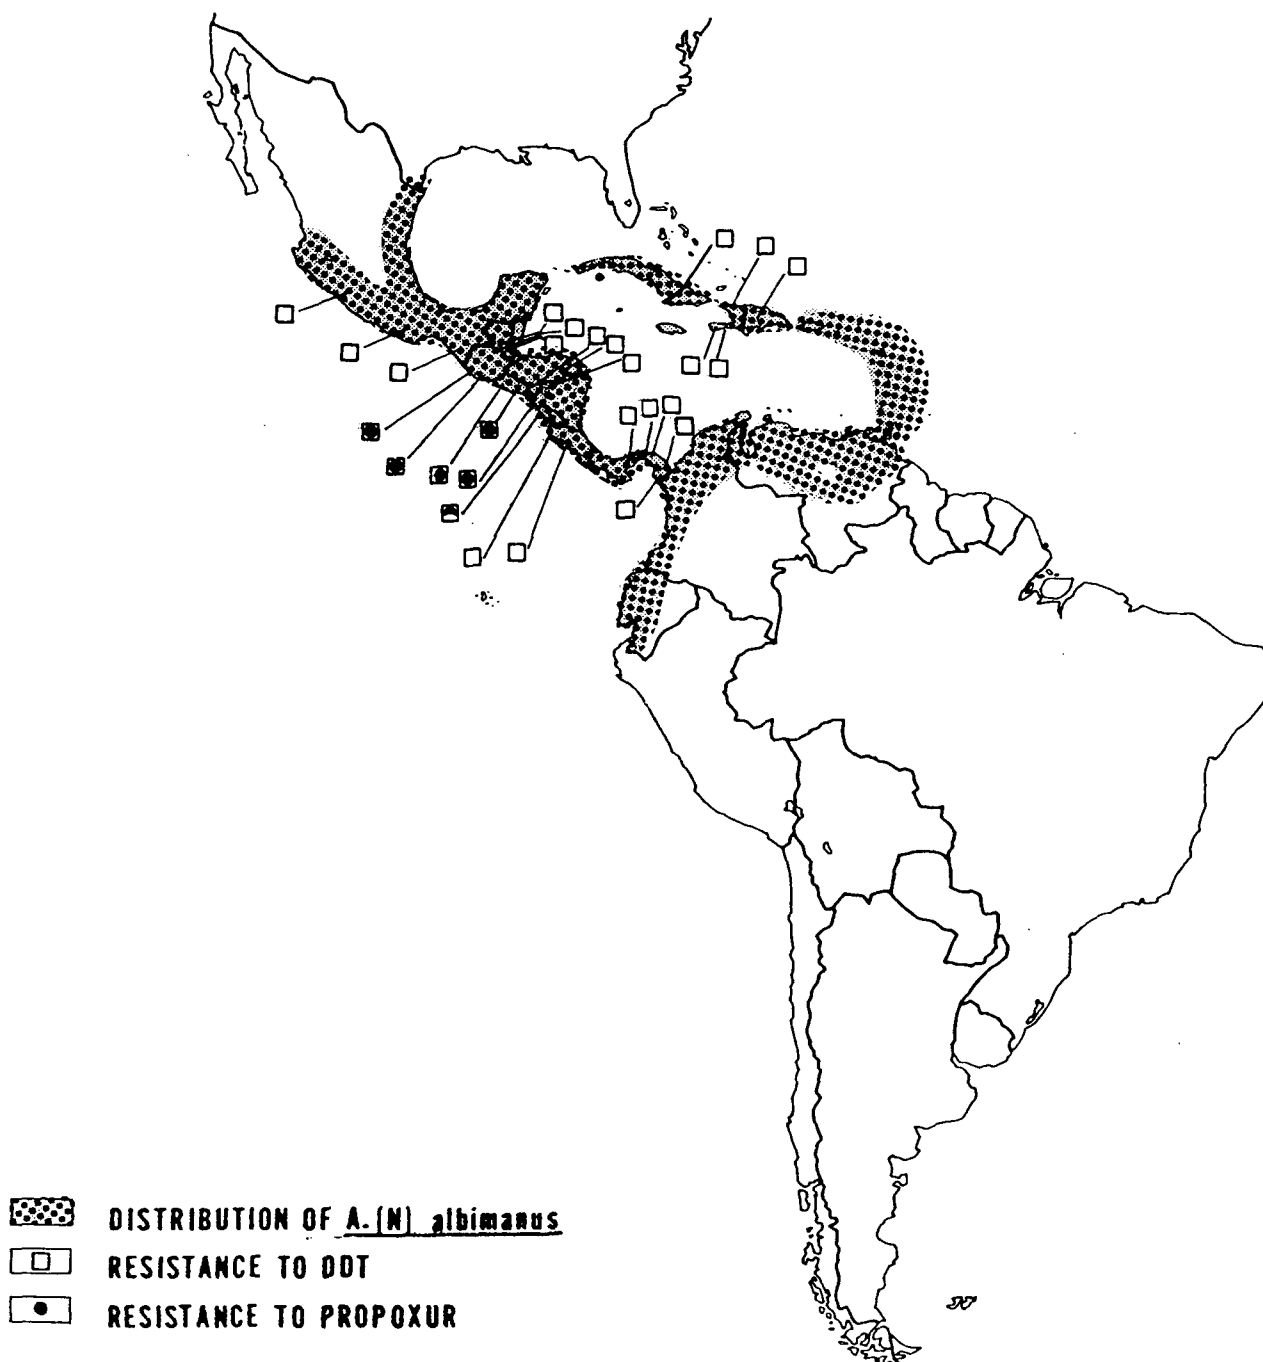 DISTRIBUTION OF A. (N) albimanus
RESISTANCE TO DDT
RESISTANCE TO PROPOXUR